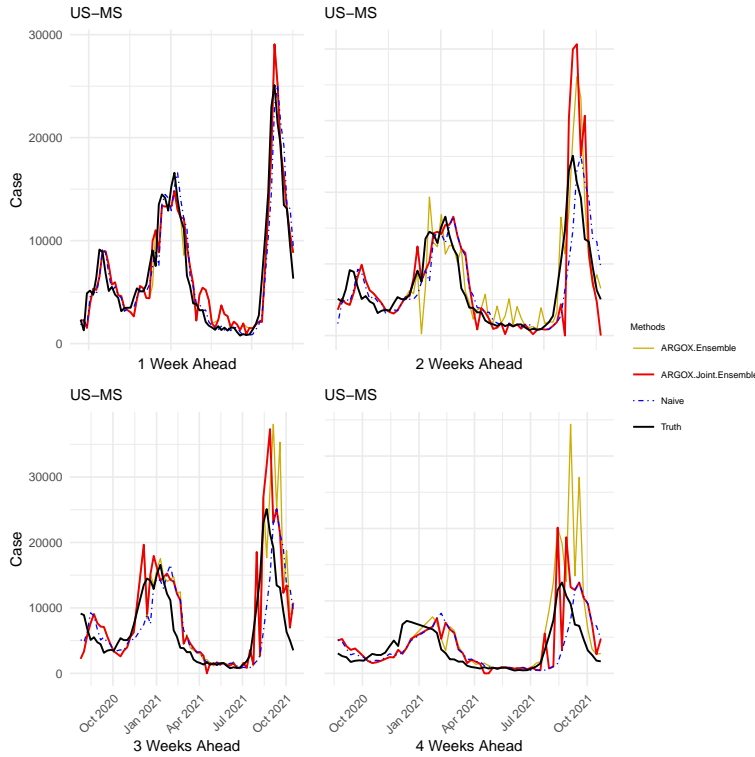 US−MS
US−MS
30000
20000
10000
0
Case
1 Week Ahead
2 Weeks Ahead
Methods
ARGOX.Ensemble
ARGOX.Joint.Ensemble
Naive
Truth
US−MS
US−MS
30000
20000
10000
0
Case
Oct 2020
Jan 2021
Apr 2021
Jul 2021
Oct 2021
Oct 2020
Jan 2021
Apr 2021
Jul 2021
Oct 2021
3 Weeks Ahead
4 Weeks Ahead